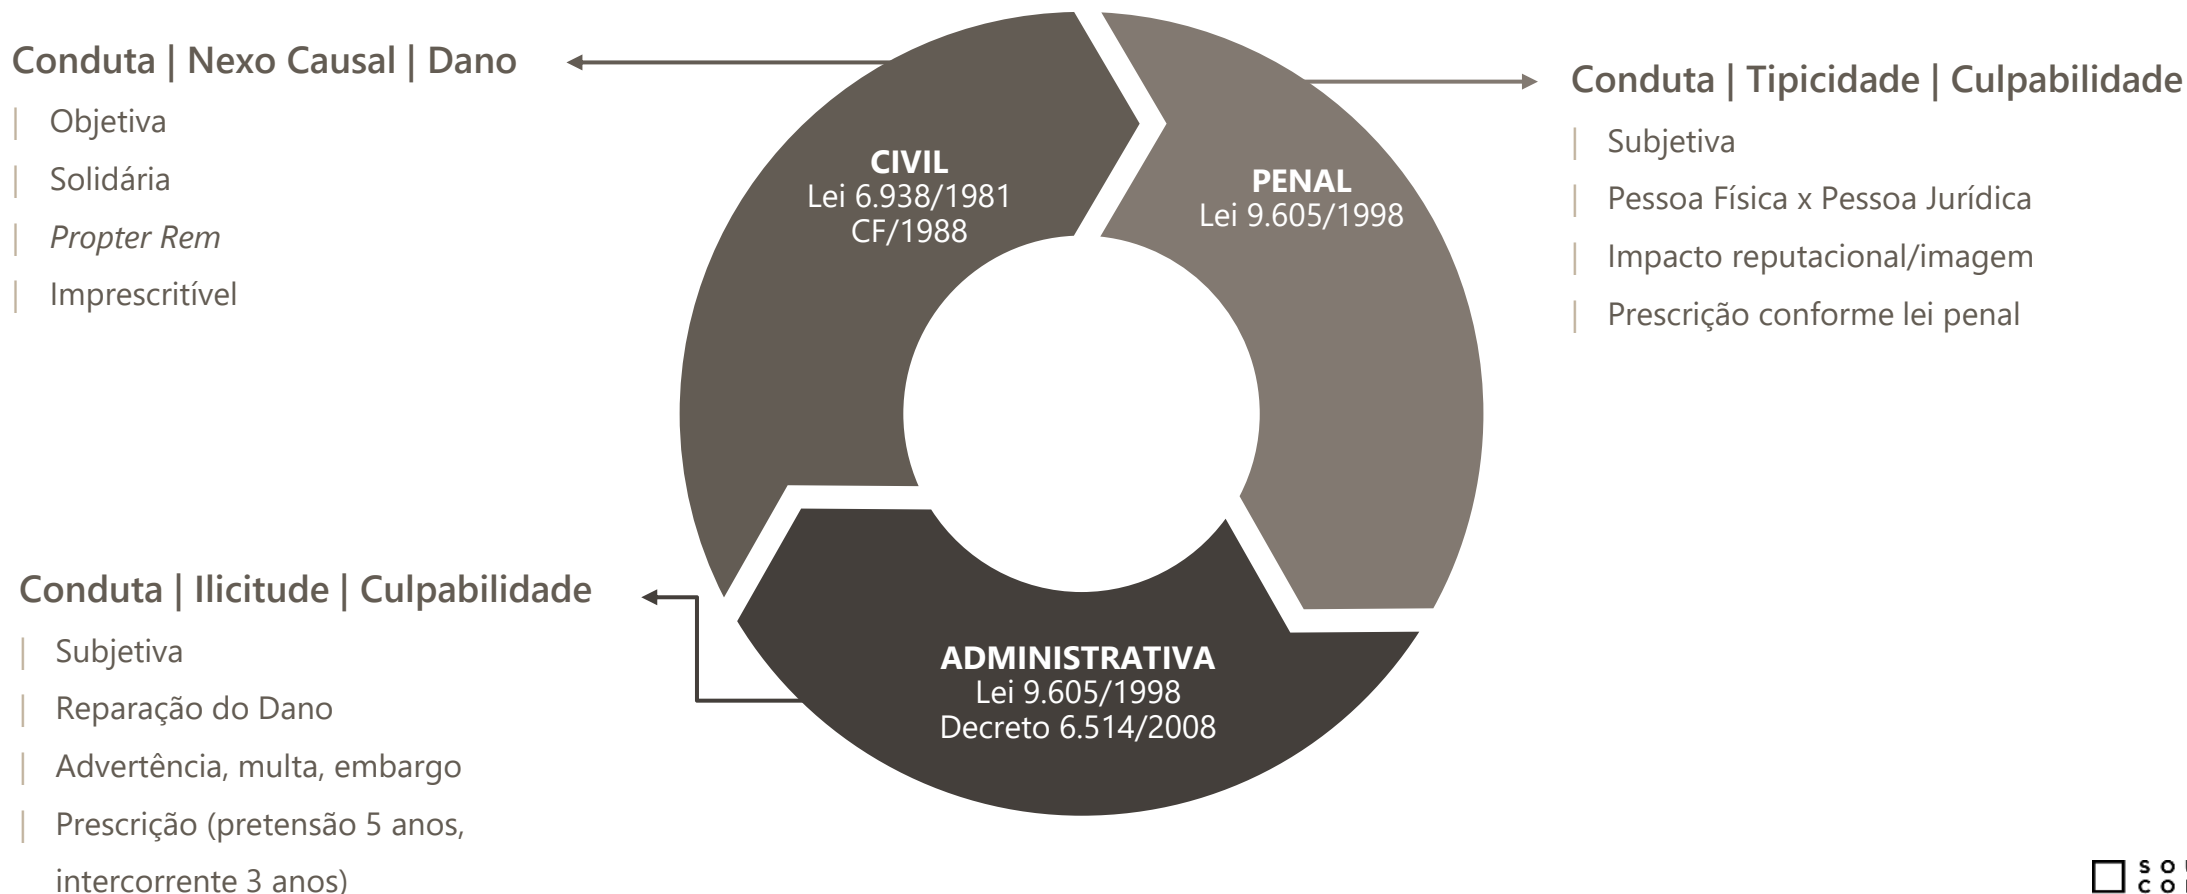 Conduta | Nexo Causal | Dano
| Objetiva
| Solidária
| Propter Rem
| Imprescritível
CIVIL
Lei 6.938/1981
CF/1988
PENAL
Lei 9.605/1998
Conduta | Tipicidade | Culpabilidade
| Subjetiva
| Pessoa Física x Pessoa Jurídica
| Impacto reputacional/imagem
| Prescrição conforme lei penal
Conduta | Ilicitude | Culpabilidade
| Subjetiva
| Reparação do Dano
| Advertência, multa, embargo
| Prescrição (pretensão 5 anos,
intercorrente 3 anos)
ADMINISTRATIVA
Lei 9.605/1998
Decreto 6.514/2008